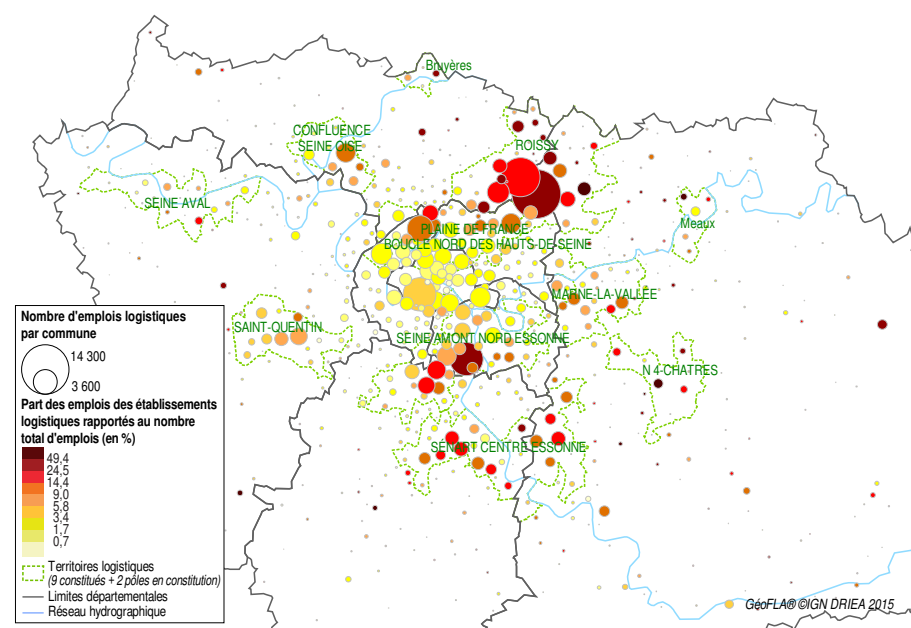 Bruyères
CONFLUENCE
SEINE OISE
ROISSY
SEINE AVAL
Meaux
PLAINE DE FRANCE
BOUCLE NORD DES HAUTS-DE-SEINE
MARNE-LA-VALLÉE
SAINT-QUENTIN
SEINE AMONT NORD ESSONNE
N 4-CHATRES
SÉNART CENTRE ESSONNE
Nombre d'emplois logistiques
par commune
14 300
3 600
Part des emplois des établissements
logistiques rapportés au nombre
total d'emplois (en %)
49,4
24,5
14,4
9,0
5,8
3,4
1,7
0,7
Territoires logistiques
(9 constitués + 2 pôles en constitution)
Limites départementales
Réseau hydrographique
GéoFLA® ©IGN DRIEA 2015